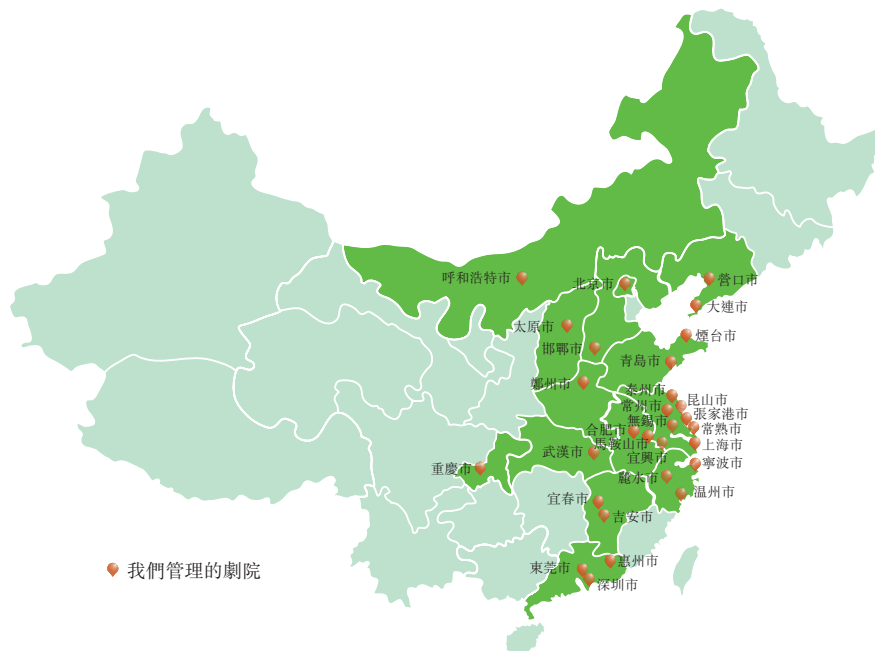 呼和浩特市
北京市
營口市
大連市
太原市
煙台市
邯鄲市
青島市
鄭州市
泰州市
昆山市
常州市
張家港市
無錫市
常熟市
合肥市
馬鞍山市
上海市
武漢市
宜興市
寧波市
重慶市
麗水市
温州市
宜春市
吉安市
惠州市
東莞市
深圳市
我們管理的劇院